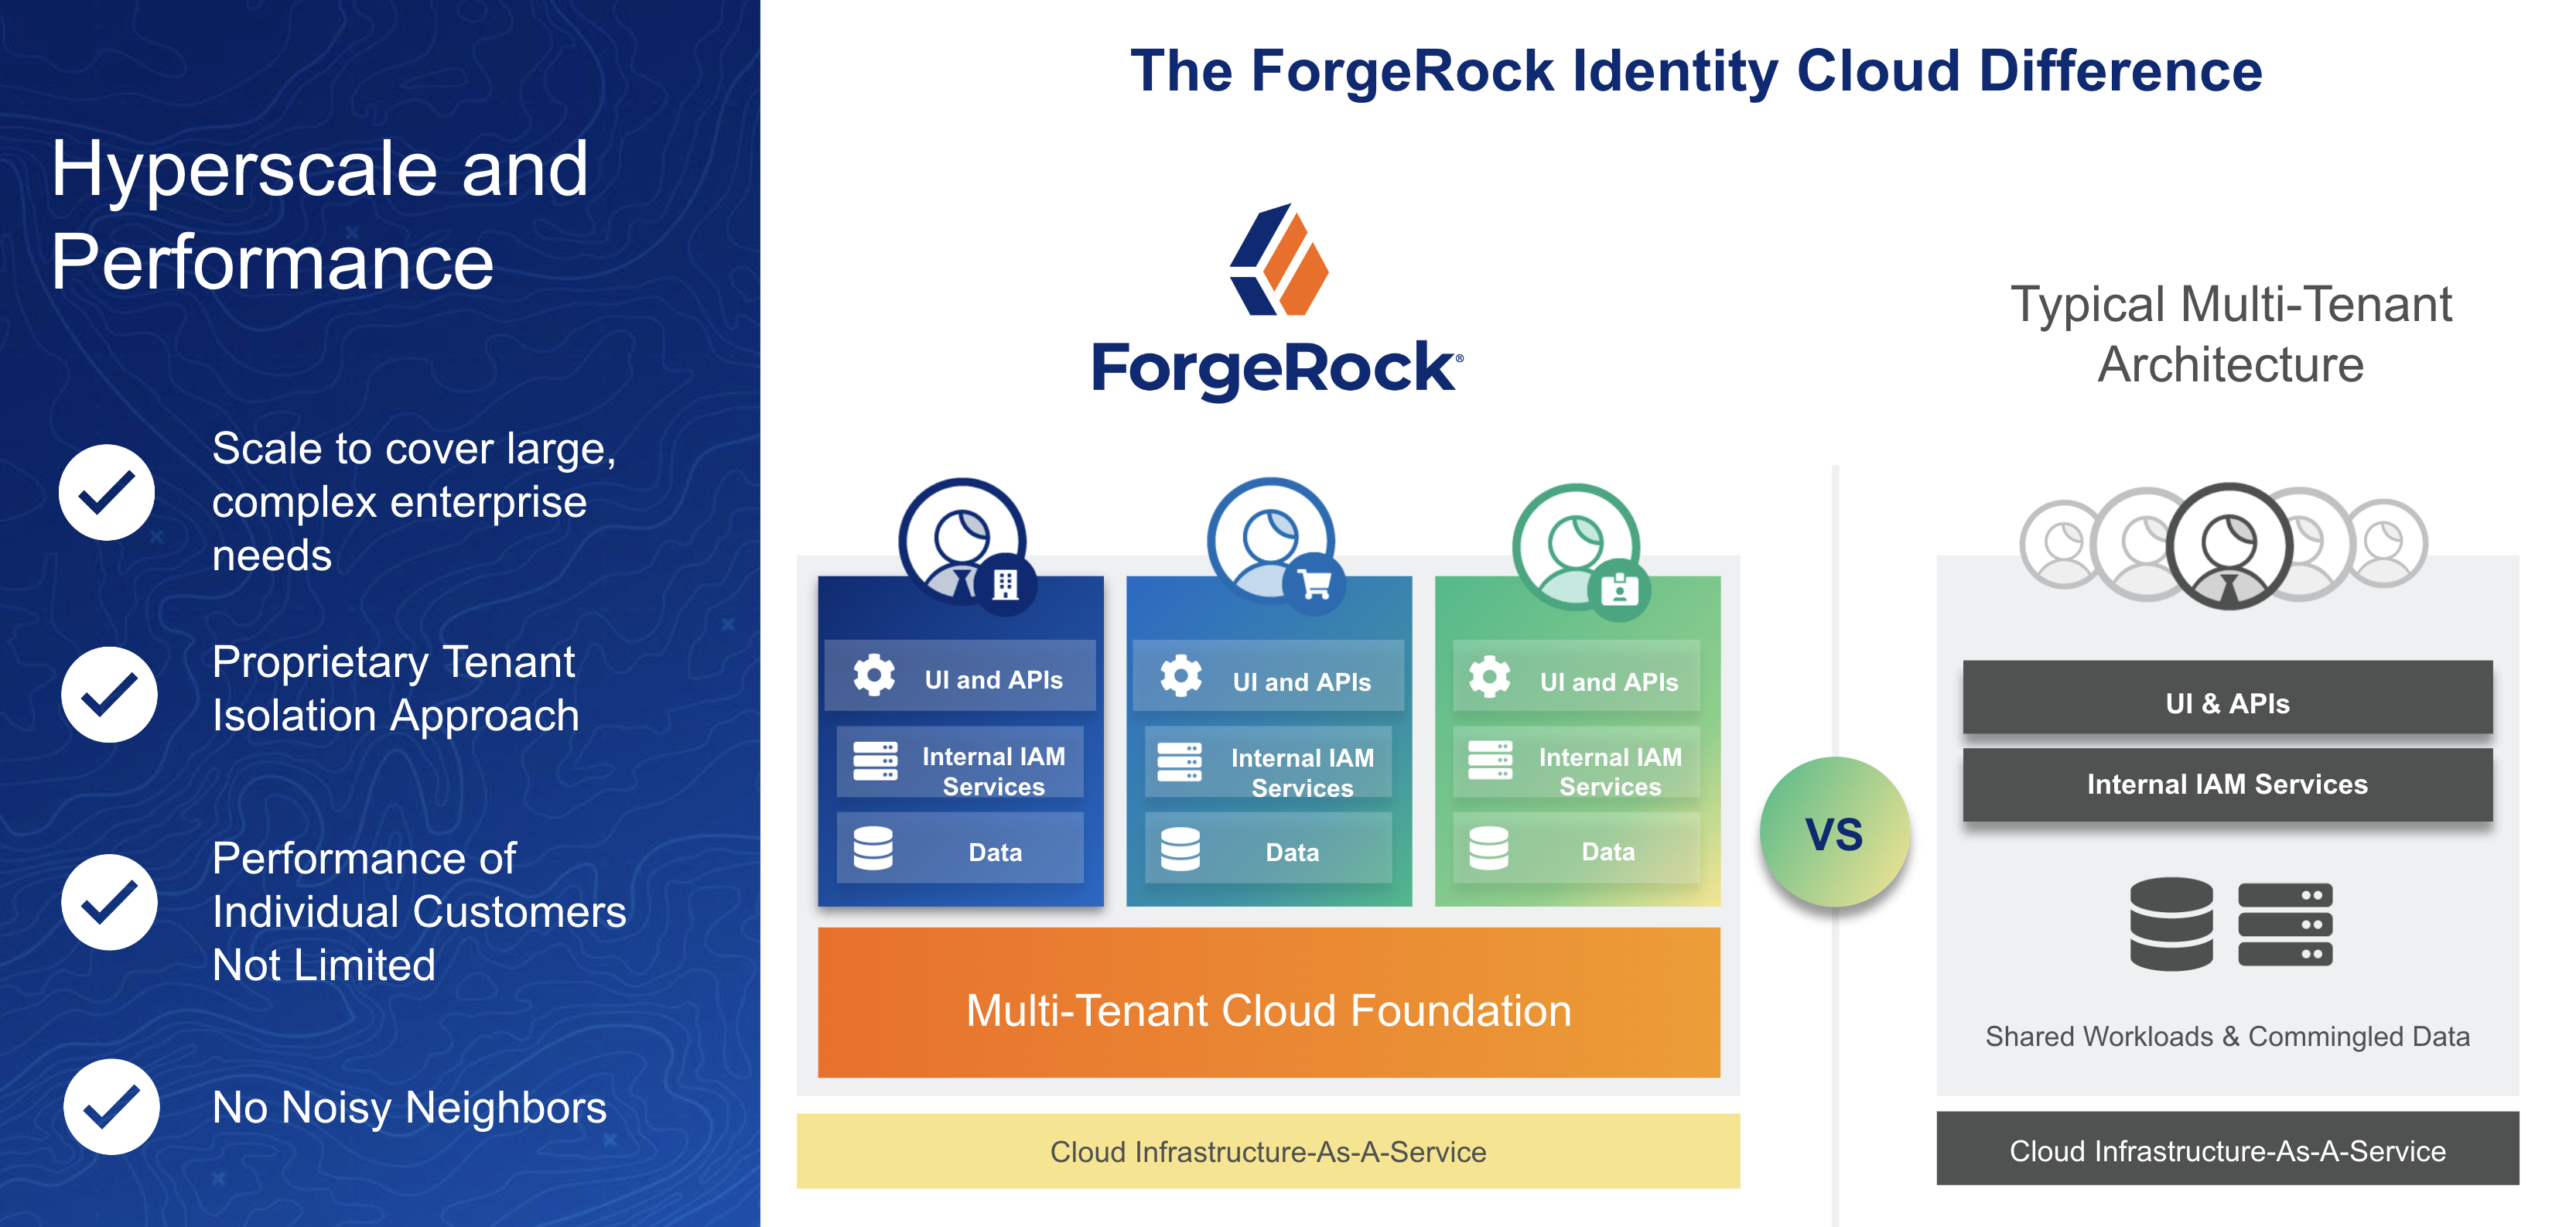 The ForgeRock Identity Cloud Difference
Hyperscale and
Performance
Scale to cover large,
complex enterprise
needs
Proprietary Tenant
Isolation Approach
Performance of
Individual Customers
Not Limited
No Noisy Neighbors
ForgeRock®
UI and APIs
Internal IAM
Services
Data
UI and APIs
Internal IAM
Services
Data
UI and APIs
Internal IAM
Services
Data
Multi-Tenant Cloud Foundation
Cloud Infrastructure-As-A-Service
VS
Typical Multi-Tenant
Architecture
UI & APIs
Internal IAM Services
Shared Workloads & Commingled Data
Cloud Infrastructure-As-A-Service